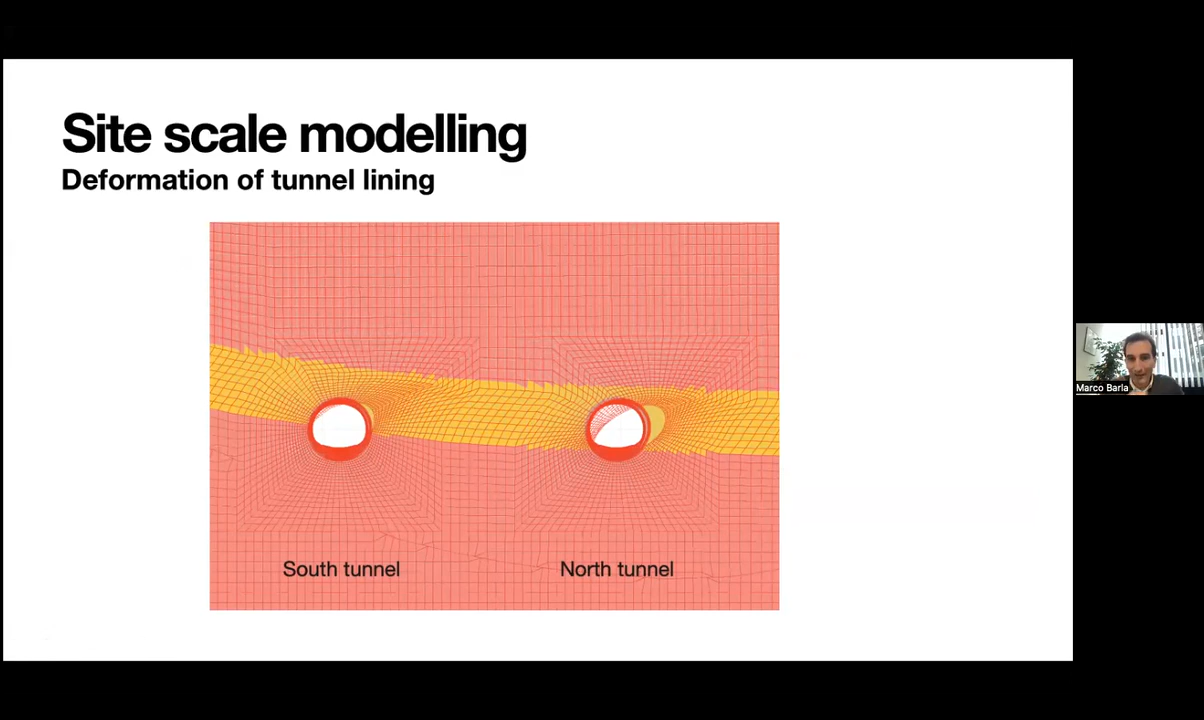 Site scale modelling
Deformation of tunnel lining
South tunnel
North tunnel
Marco Barla